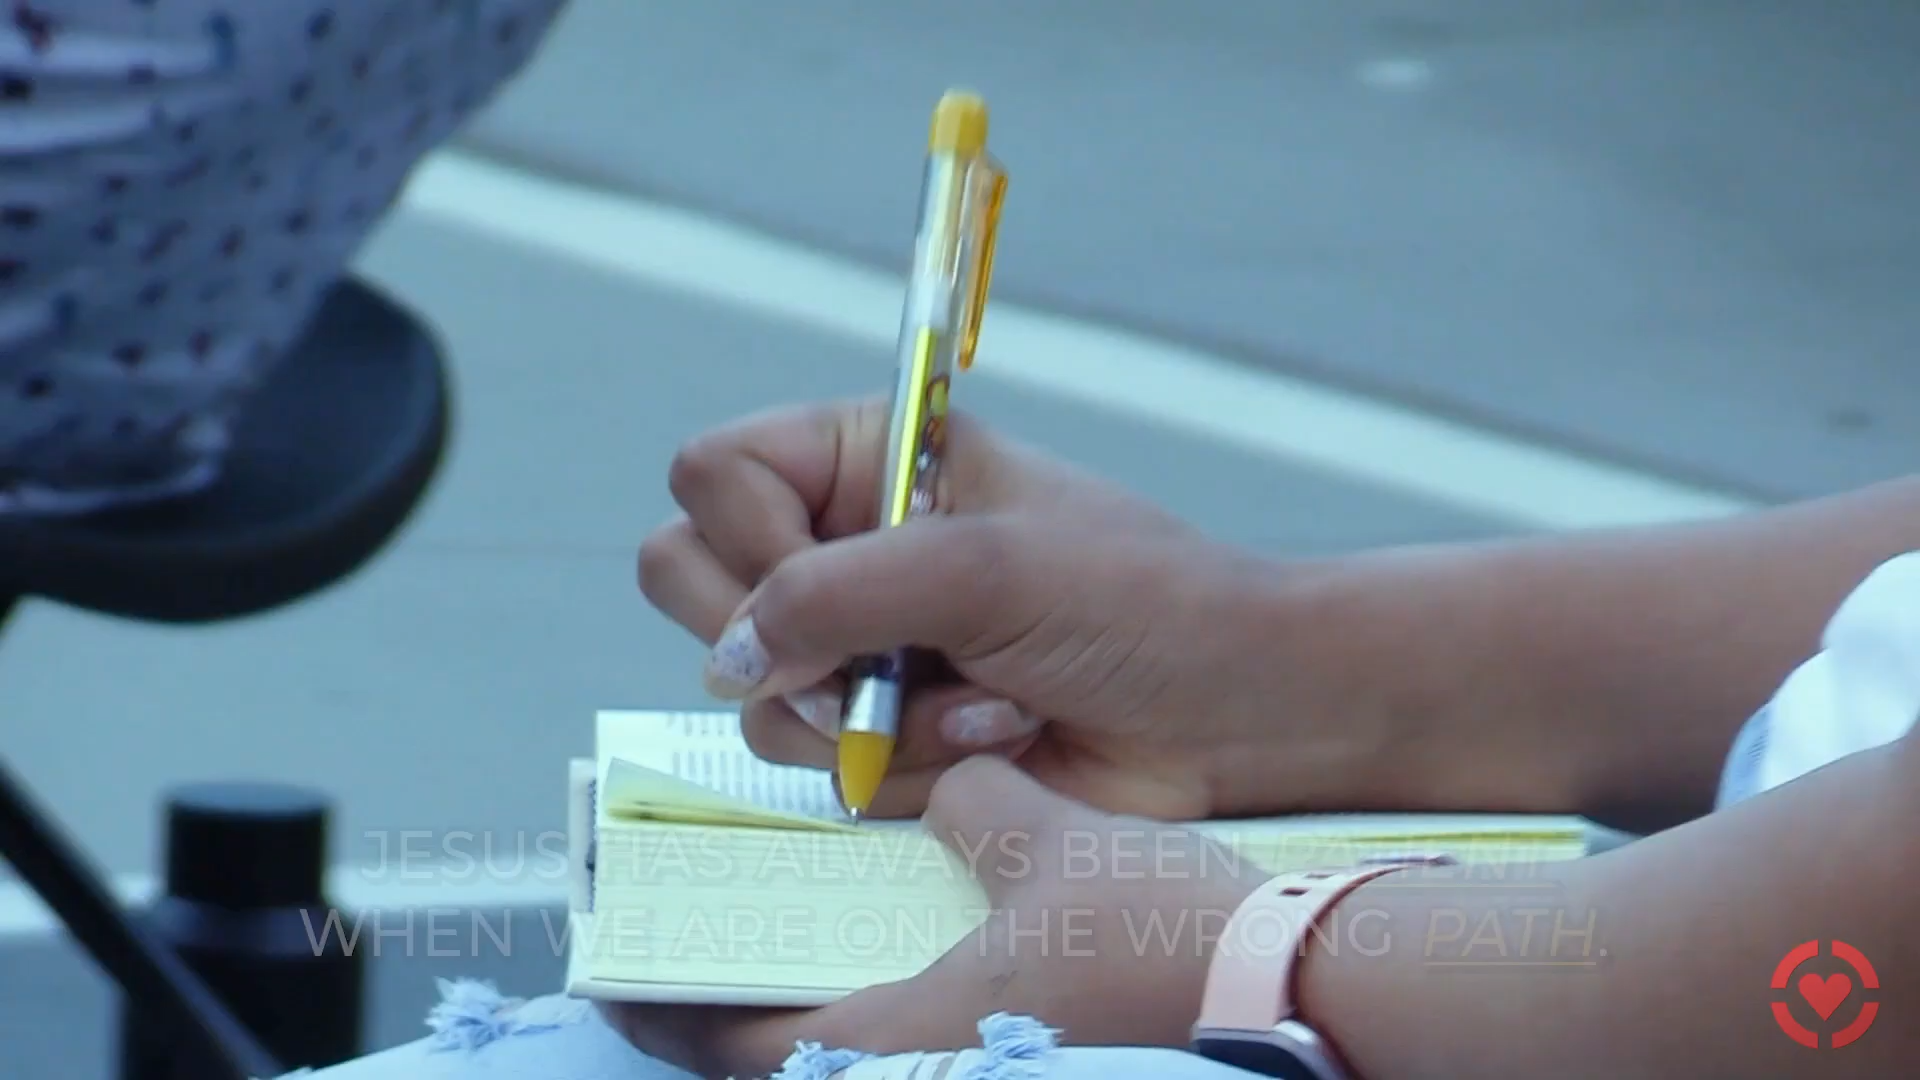 JESUS HAS ALWAYS BEEN PATIENT
WHEN WE ARE ON THE WRONG PATH.